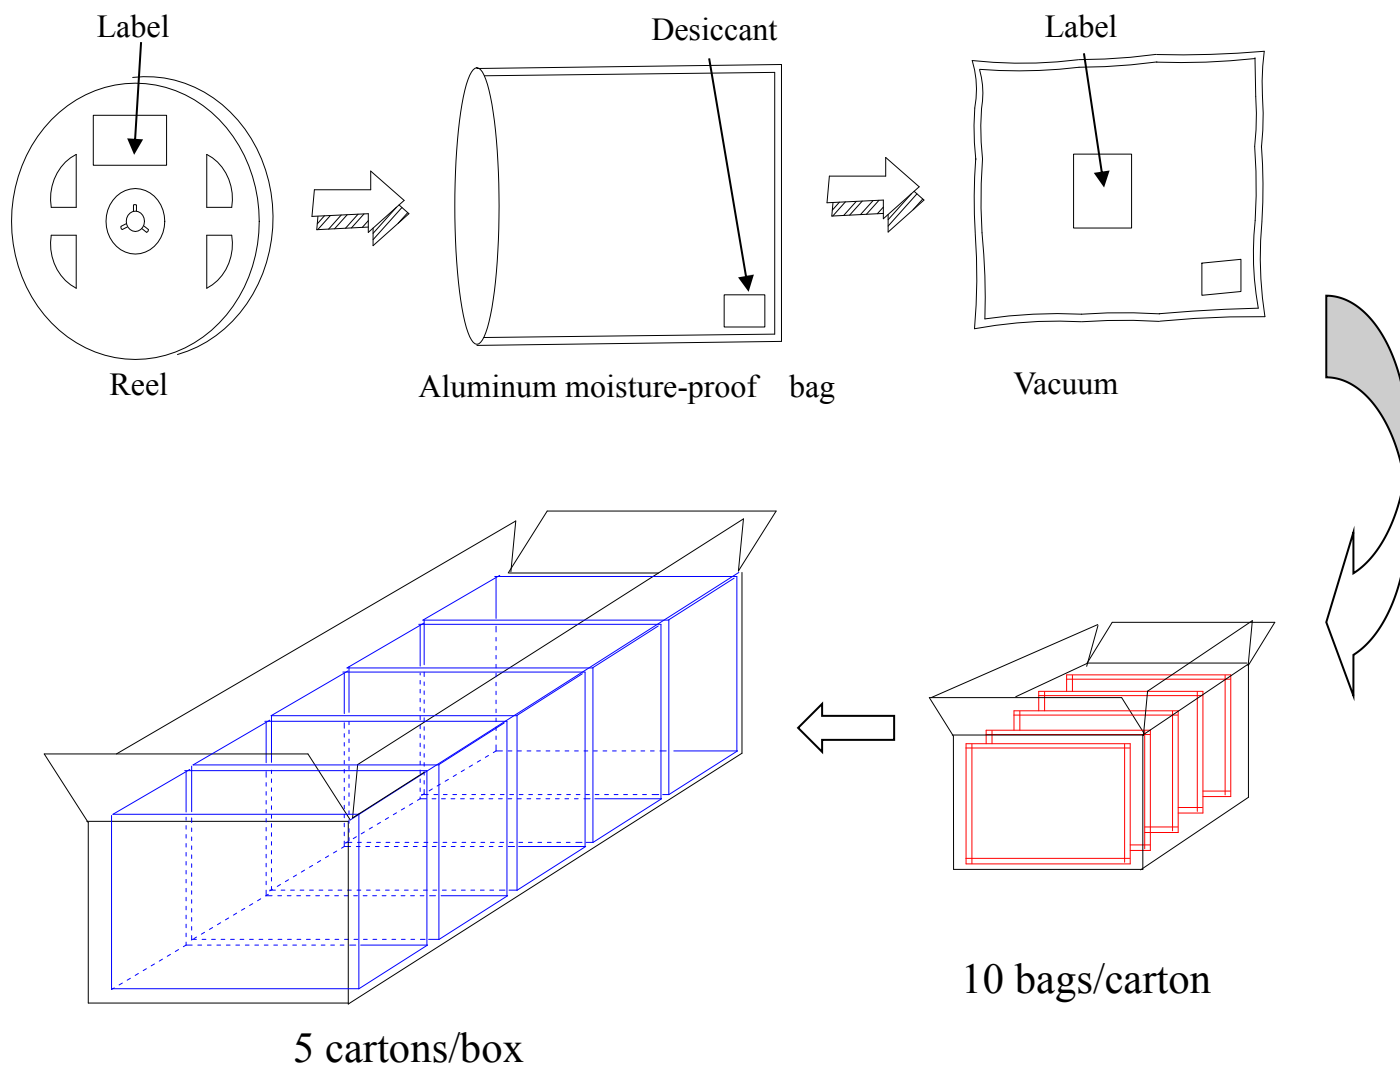 Label
Desiccant
Label
Reel
Aluminum moisture-proof bag
Vacuum
10 bags/carton
5 cartons/box